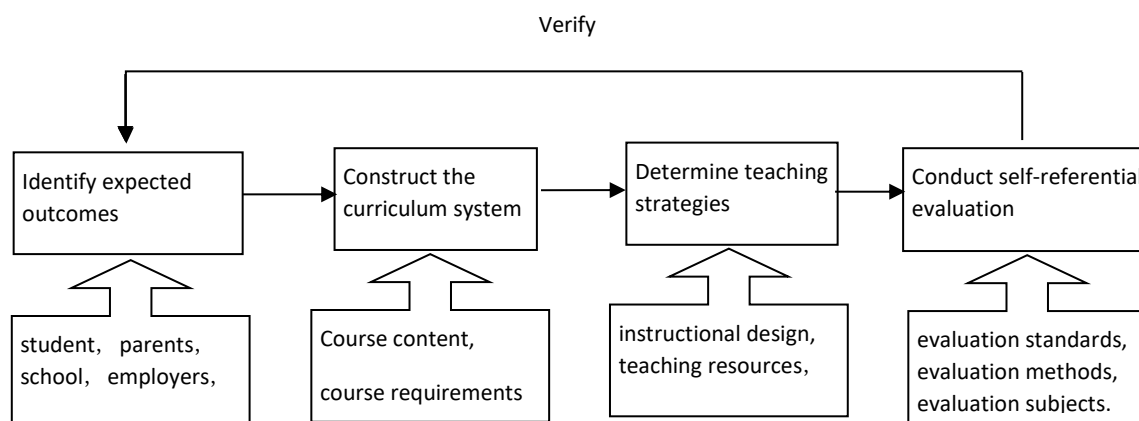 Verify
Identify expected
outcomes
Construct the
curriculum system
Determine teaching
strategies
Conduct self-referential
evaluation
student， parents，
school， employers，
Course content,
course requirements
instructional design,
teaching resources，
evaluation standards,
evaluation methods,
evaluation subjects.